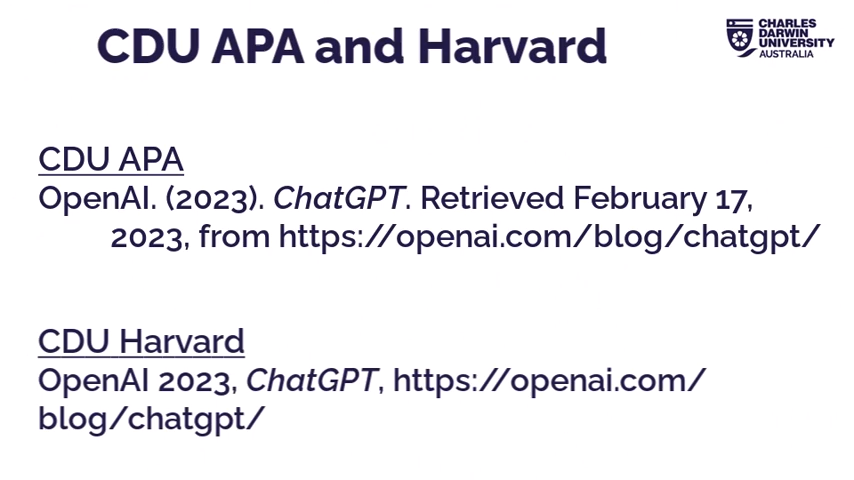 CDU APA and Harvard
CHARLES
DARWIN
UNIVERSITY
AUSTRALIA
CDU APA
OpenAI. (2023). ChatGPT. Retrieved February 17,
2023, from https://openai.com/blog/chatgpt/
CDU Harvard
OpenAI 2023, ChatGPT, https://openai.com/
blog/chatgpt/